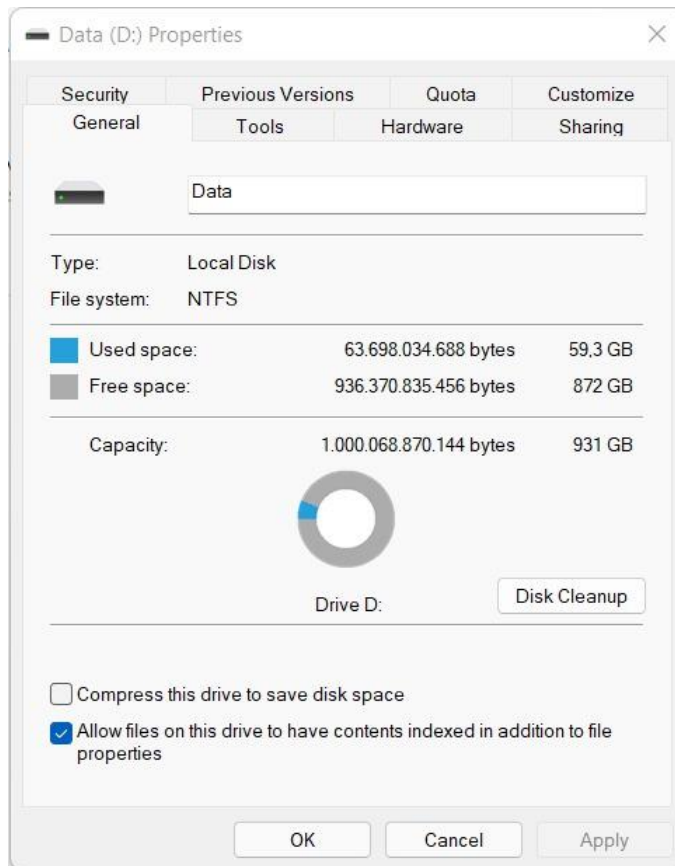 Data (D:) Properties
Security Previous Versions Quota Customize
General Tools Hardware Sharing
Data
Type: Local Disk
File system: NTFS
Used space: 63.698.034.688 bytes 59,3 GB
Free space: 936.370.835.456 bytes 872 GB
Capacity: 1.000.068.870.144 bytes 931 GB
Drive D:
Disk Cleanup
Compress this drive to save disk space
Allow files on this drive to have contents indexed in addition to file
properties
OK Cancel Apply